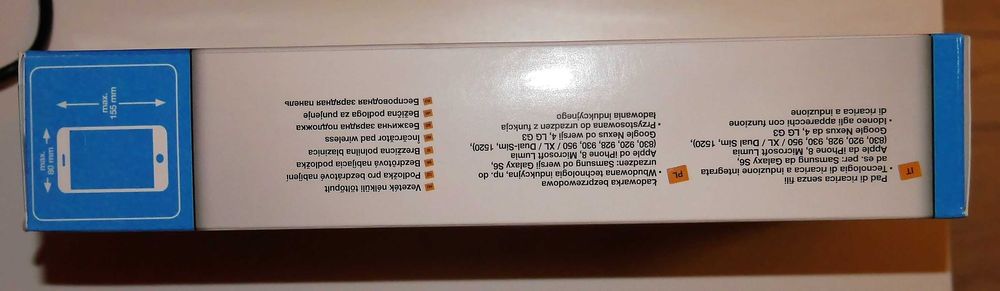 IT
Pad di ricarica senza fili
• Tecnologia di ricarica a induzione integrata
ad es. per: Samsung da Galaxy S6,
Apple da iPhone 8, Microsoft Lumia
(830, 920, 928, 930, 950 / XL / Dual-Sim, 1520),
Google Nexus da 4, LG G3
• Idoneo agli apparecchi con funzione
di ricarica a induzione
PL
Ładowarka bezprzewodowa
• Wbudowana technologia indukcyjna, np. do
urządzeń: Samsung od wersji Galaxy S6,
Apple od iPhone 8, Microsoft Lumia
(830, 920, 928, 930, 950 / XL / Dual-Sim, 1520),
Google Nexus od wersji 4, LG G3
• Przystosowana do urządzeń z funkcją
ładowania indukcyjnego
Vezeték nélküli töltőpult
Podložka pro bezdrátové nabíjení
Bezdrôtová nabíjacia podložka
Brezžična polnilna blazina
Încărcător pad wireless
Безжична зарядна подложка
Bežična podloga za punjenje
Беспроводная зарядная панель
max.
80 mm
max.
155 mm